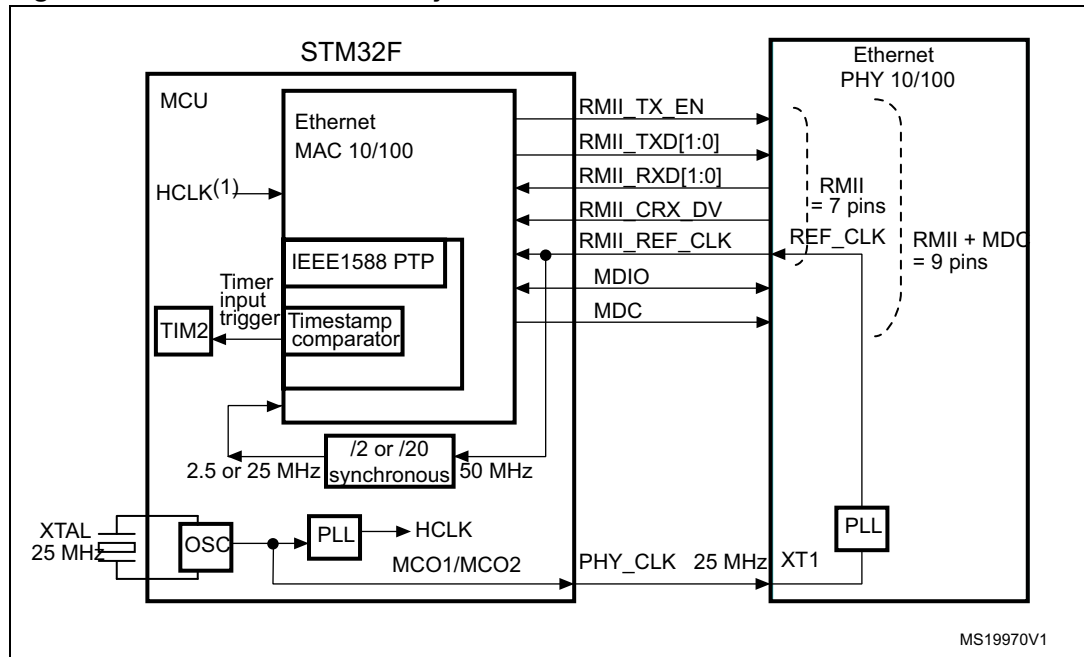 STM32F
MCU
Ethernet
MAC 10/100
HCLK(1)
IEEE1588 PTP
Timer
input
trigger
TIM2
Timestamp
comparator
/2 or /20
synchronous
2.5 or 25 MHz
50 MHz
XTAL
25 MHz
OSC
PLL
HCLK
MCO1/MCO2
RMII_TX_EN
RMII_TXD[1:0]
RMII_RXD[1:0]
RMII_CRX_DV
RMII_REF_CLK
MDIO
MDC
PHY_CLK 25 MHz
Ethernet
PHY 10/100
RMII
= 7 pins
REF_CLK
RMII + MDC
= 9 pins
PLL
XT1
MS19970V1